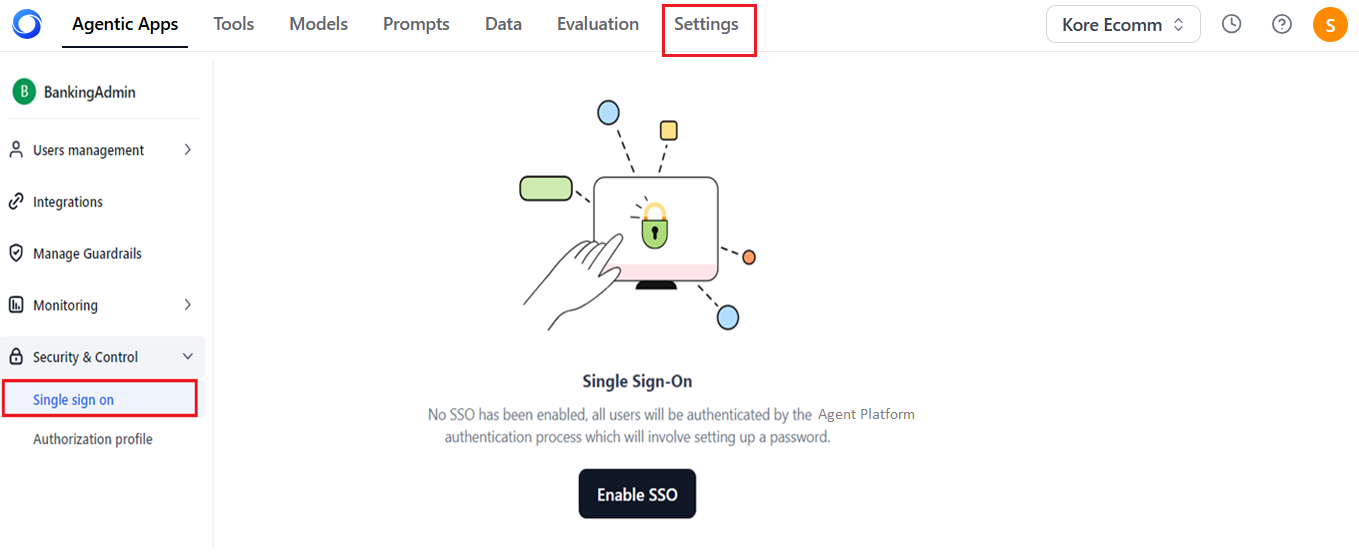 Agentic Apps Tools Models Prompts Data Evaluation Settings Kore Ecomm S
B BankingAdmin
Users management
Integrations
Manage Guardrails
Monitoring
Security & Control
Single sign on
Authorization profile
Single Sign-On
No SSO has been enabled, all users will be authenticated by the Agent Platform
authentication process which will involve setting up a password.
Enable SSO